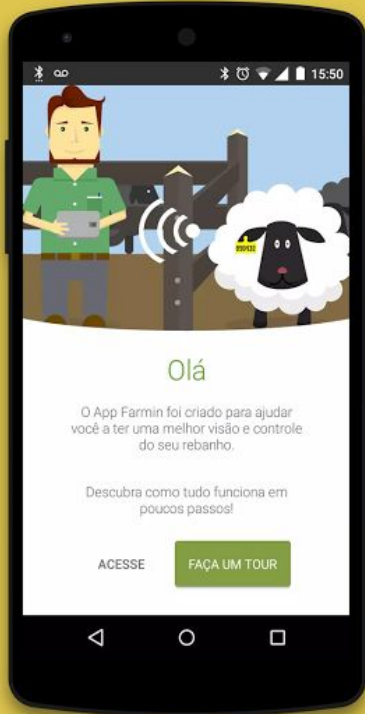 15:50
Olá
O App Farmin foi criado para ajudar
você a ter uma melhor visão e controle
do seu rebanho.
Descubra como tudo funciona em
poucos passos!
ACESSE
FAÇA UM TOUR